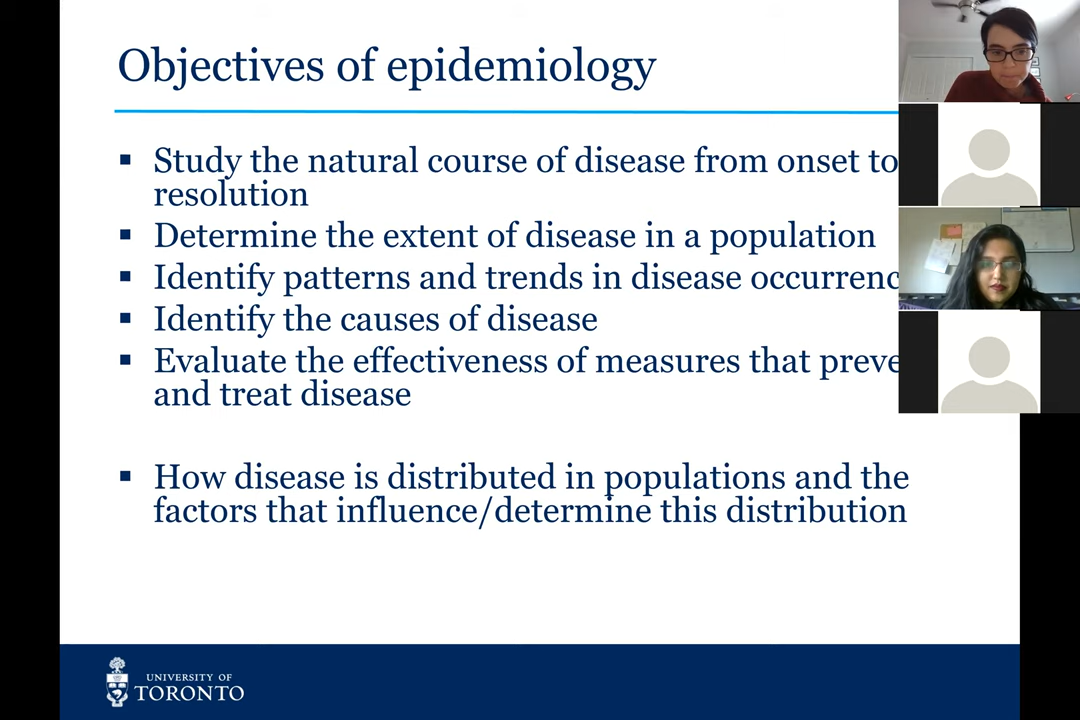 Objectives of epidemiology
▪ Study the natural course of disease from onset to
resolution
▪ Determine the extent of disease in a population
▪ Identify patterns and trends in disease occurrenc
▪ Identify the causes of disease
▪ Evaluate the effectiveness of measures that preve
and treat disease
▪ How disease is distributed in populations and the
factors that influence/determine this distribution
UNIVERSITY OF
TORONTO